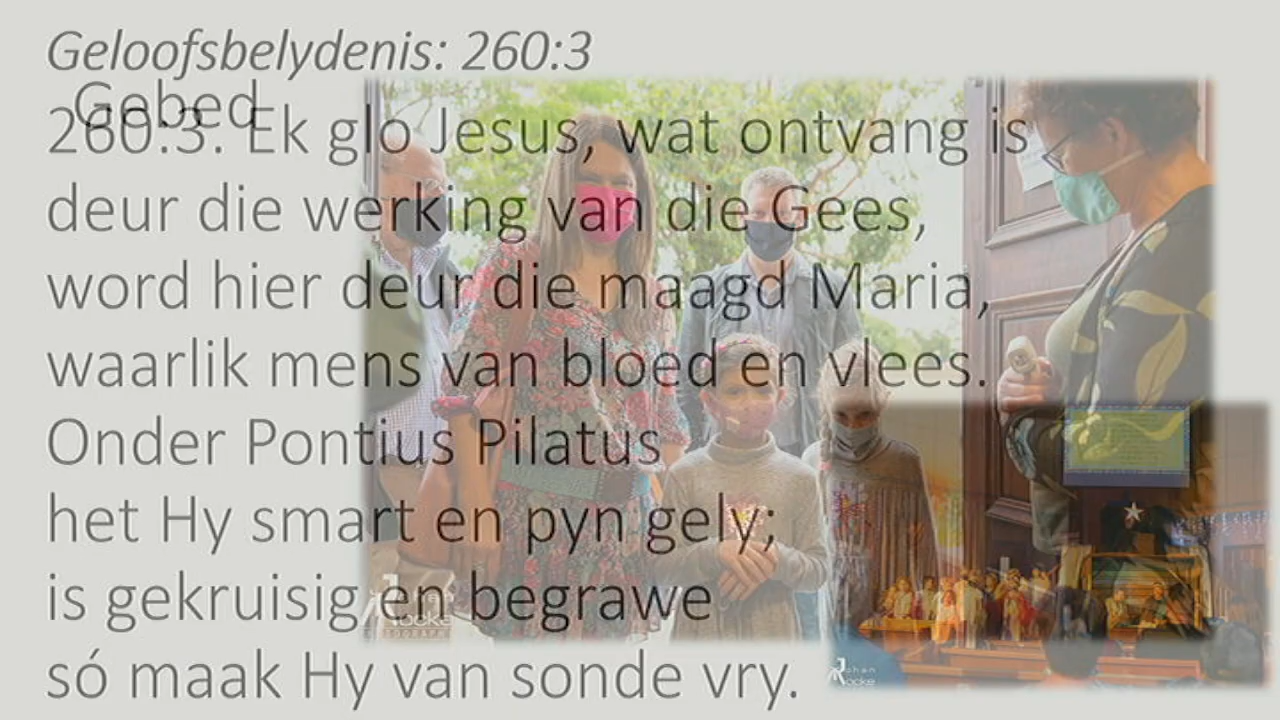 Geloofsbelydenis: 260:3
Gebed
260:3. Ek glo Jesus, wat ontvang is
deur die werking van die Gees,
word hier deur die maagd Maria,
waarlik mens van bloed en vlees.
Onder Pontius Pilatus
het Hy smart en pyn gely;
is gekruisig en begrawe
só maak Hy van sonde vry.
Johan
Rocke